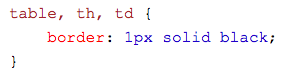 table, th, td {
    border: 1px solid black;
}